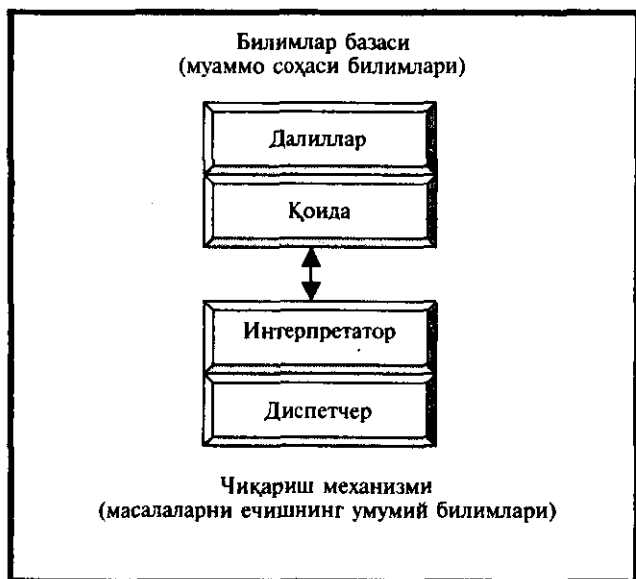 Билимлар базаси
(муаммо соҳаси билимлари)
Далиллар
Қоида
Интерпретатор
Диспетчер
Чиқариш механизми
(масалаларни ечишнинг умумий билимлари)